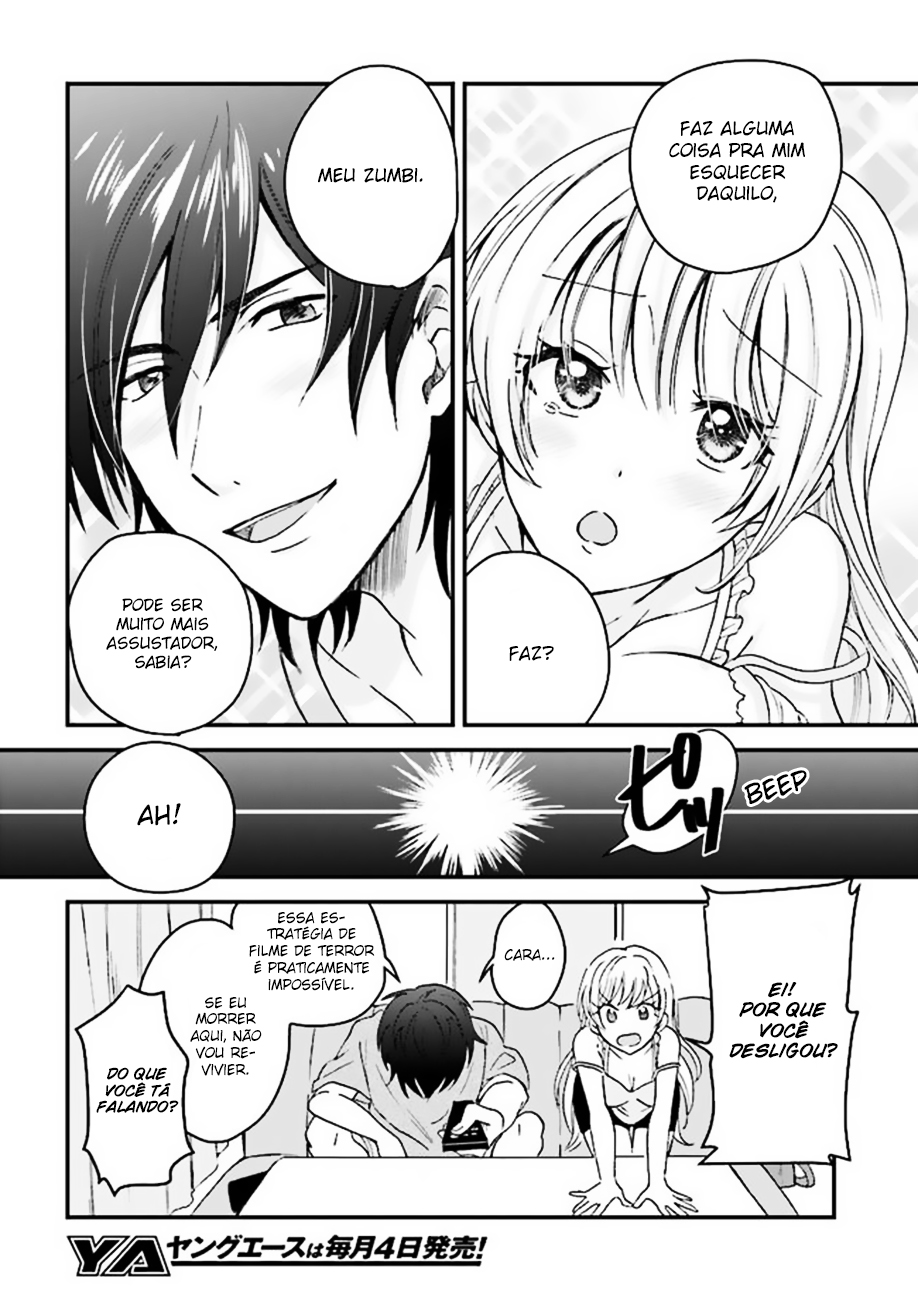 FAZ ALGUMA
COISA PRA MIM
ESQUECER
DAQUILO,
FAZ?
MEU ZUMBI.
PODE SER
MUITO MAIS
ASSUSTADOR,
SABIA?
ピッ
BEEP
AH!
EI!
POR QUE
VOCÊ
DESLIGOU?
CARA...
ESSA ES-
TRATÉGIA DE
FILME DE TERROR
É PRATICAMENTE
IMPOSSÍVEL.
SE EU
MORRER
AQUI, NÃO
VOU RE-
VIVIER.
DO QUE
VOCÊ TÁ
FALANDO?
YA ヤングエースは毎月4日発売!